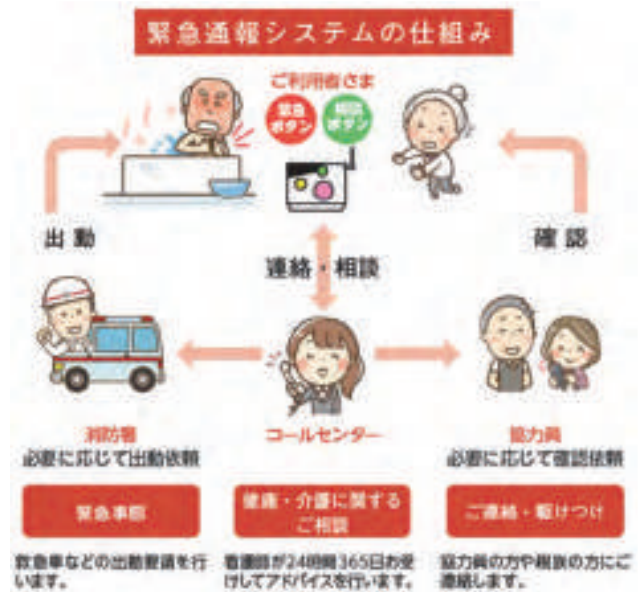 緊急通報システムの仕組み
ご利用者さま
緊急
ボタン
相談
ボタン
出動
確認
連絡・相談
消防署
必要に応じて出動依頼
コールセンター
協力員
必要に応じて確認依頼
緊急事態
健康・介護に関する
ご相談
ご連絡・駆けつけ
救急車などの出動要請を行
います。
看護師が24時間365日お受
けしてアドバイスを行います。
協力員の方や親族の方にご
連絡します。